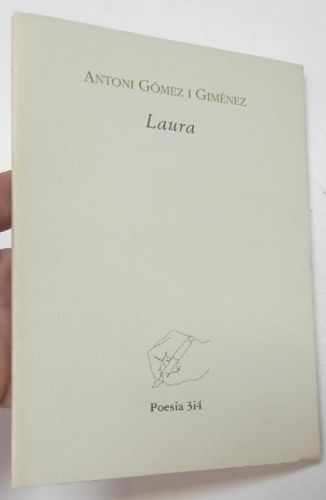 ANTONI GÓMEZ I GIMÉNEZ
Laura
Poesia 3i4